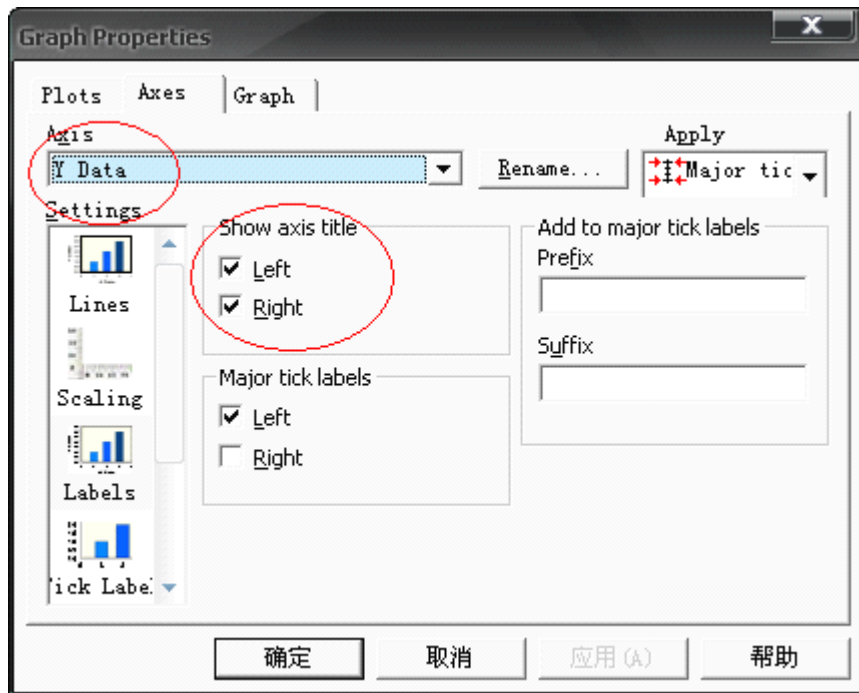 Graph Properties
X
Plots Axes Graph
Axis
Y Data
Rename...
Apply
Major tic
Settings
Lines
Scaling
Labels
Tick Labe
Show axis title
Left
Right
Major tick labels
Left
Right
Add to major tick labels
Prefix
Suffix
确定 取消 应用(A) 帮助